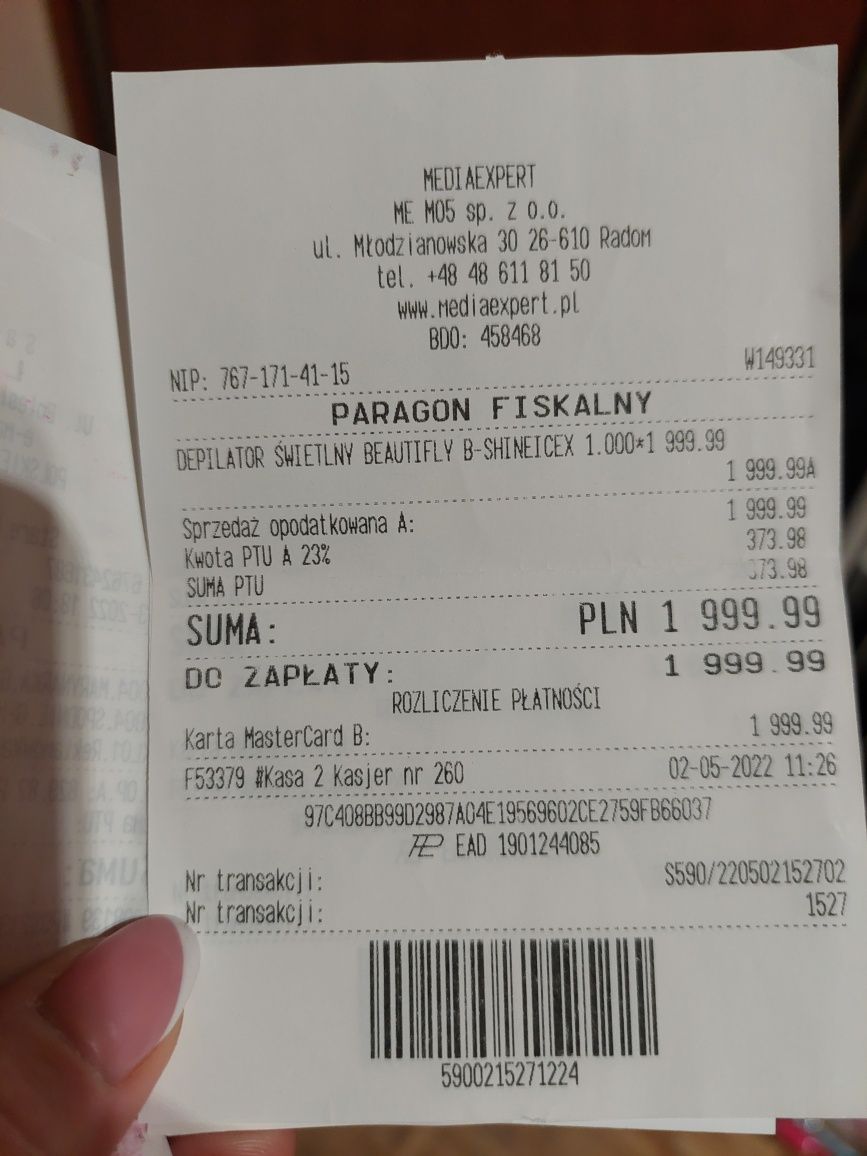 MEDIAEXPERT
ME M05 sp. z o.o.
ul. Młodzianowska 30 26-610 Radom
tel. +48 48 611 81 50
www.mediaexpert.pl
BDO: 458468
NIP: 767-171-41-15 W149331
PARAGON FISKALNY
DEPILATOR ŚWIETLNY BEAUTIFLY B-SHINEICEX 1.000*1 999.99
1 999.99A
Sprzedaż opodatkowana A: 1 999.99
Kwota PTU A 23% 373.98
SUMA PTU 373.98
SUMA: PLN 1 999.99
DO ZAPŁATY: 1 999.99
ROZLICZENIE PŁATNOŚCI
Karta MasterCard B: 1 999.99
F53379 #Kasa 2 Kasjer nr 260 02-05-2022 11:26
97C408BB99D2987A04E19569602CE2759FB66037
EAD 1901244085
Nr transakcji: S590/220502152702
Nr transakcji: 1527
5900215271224